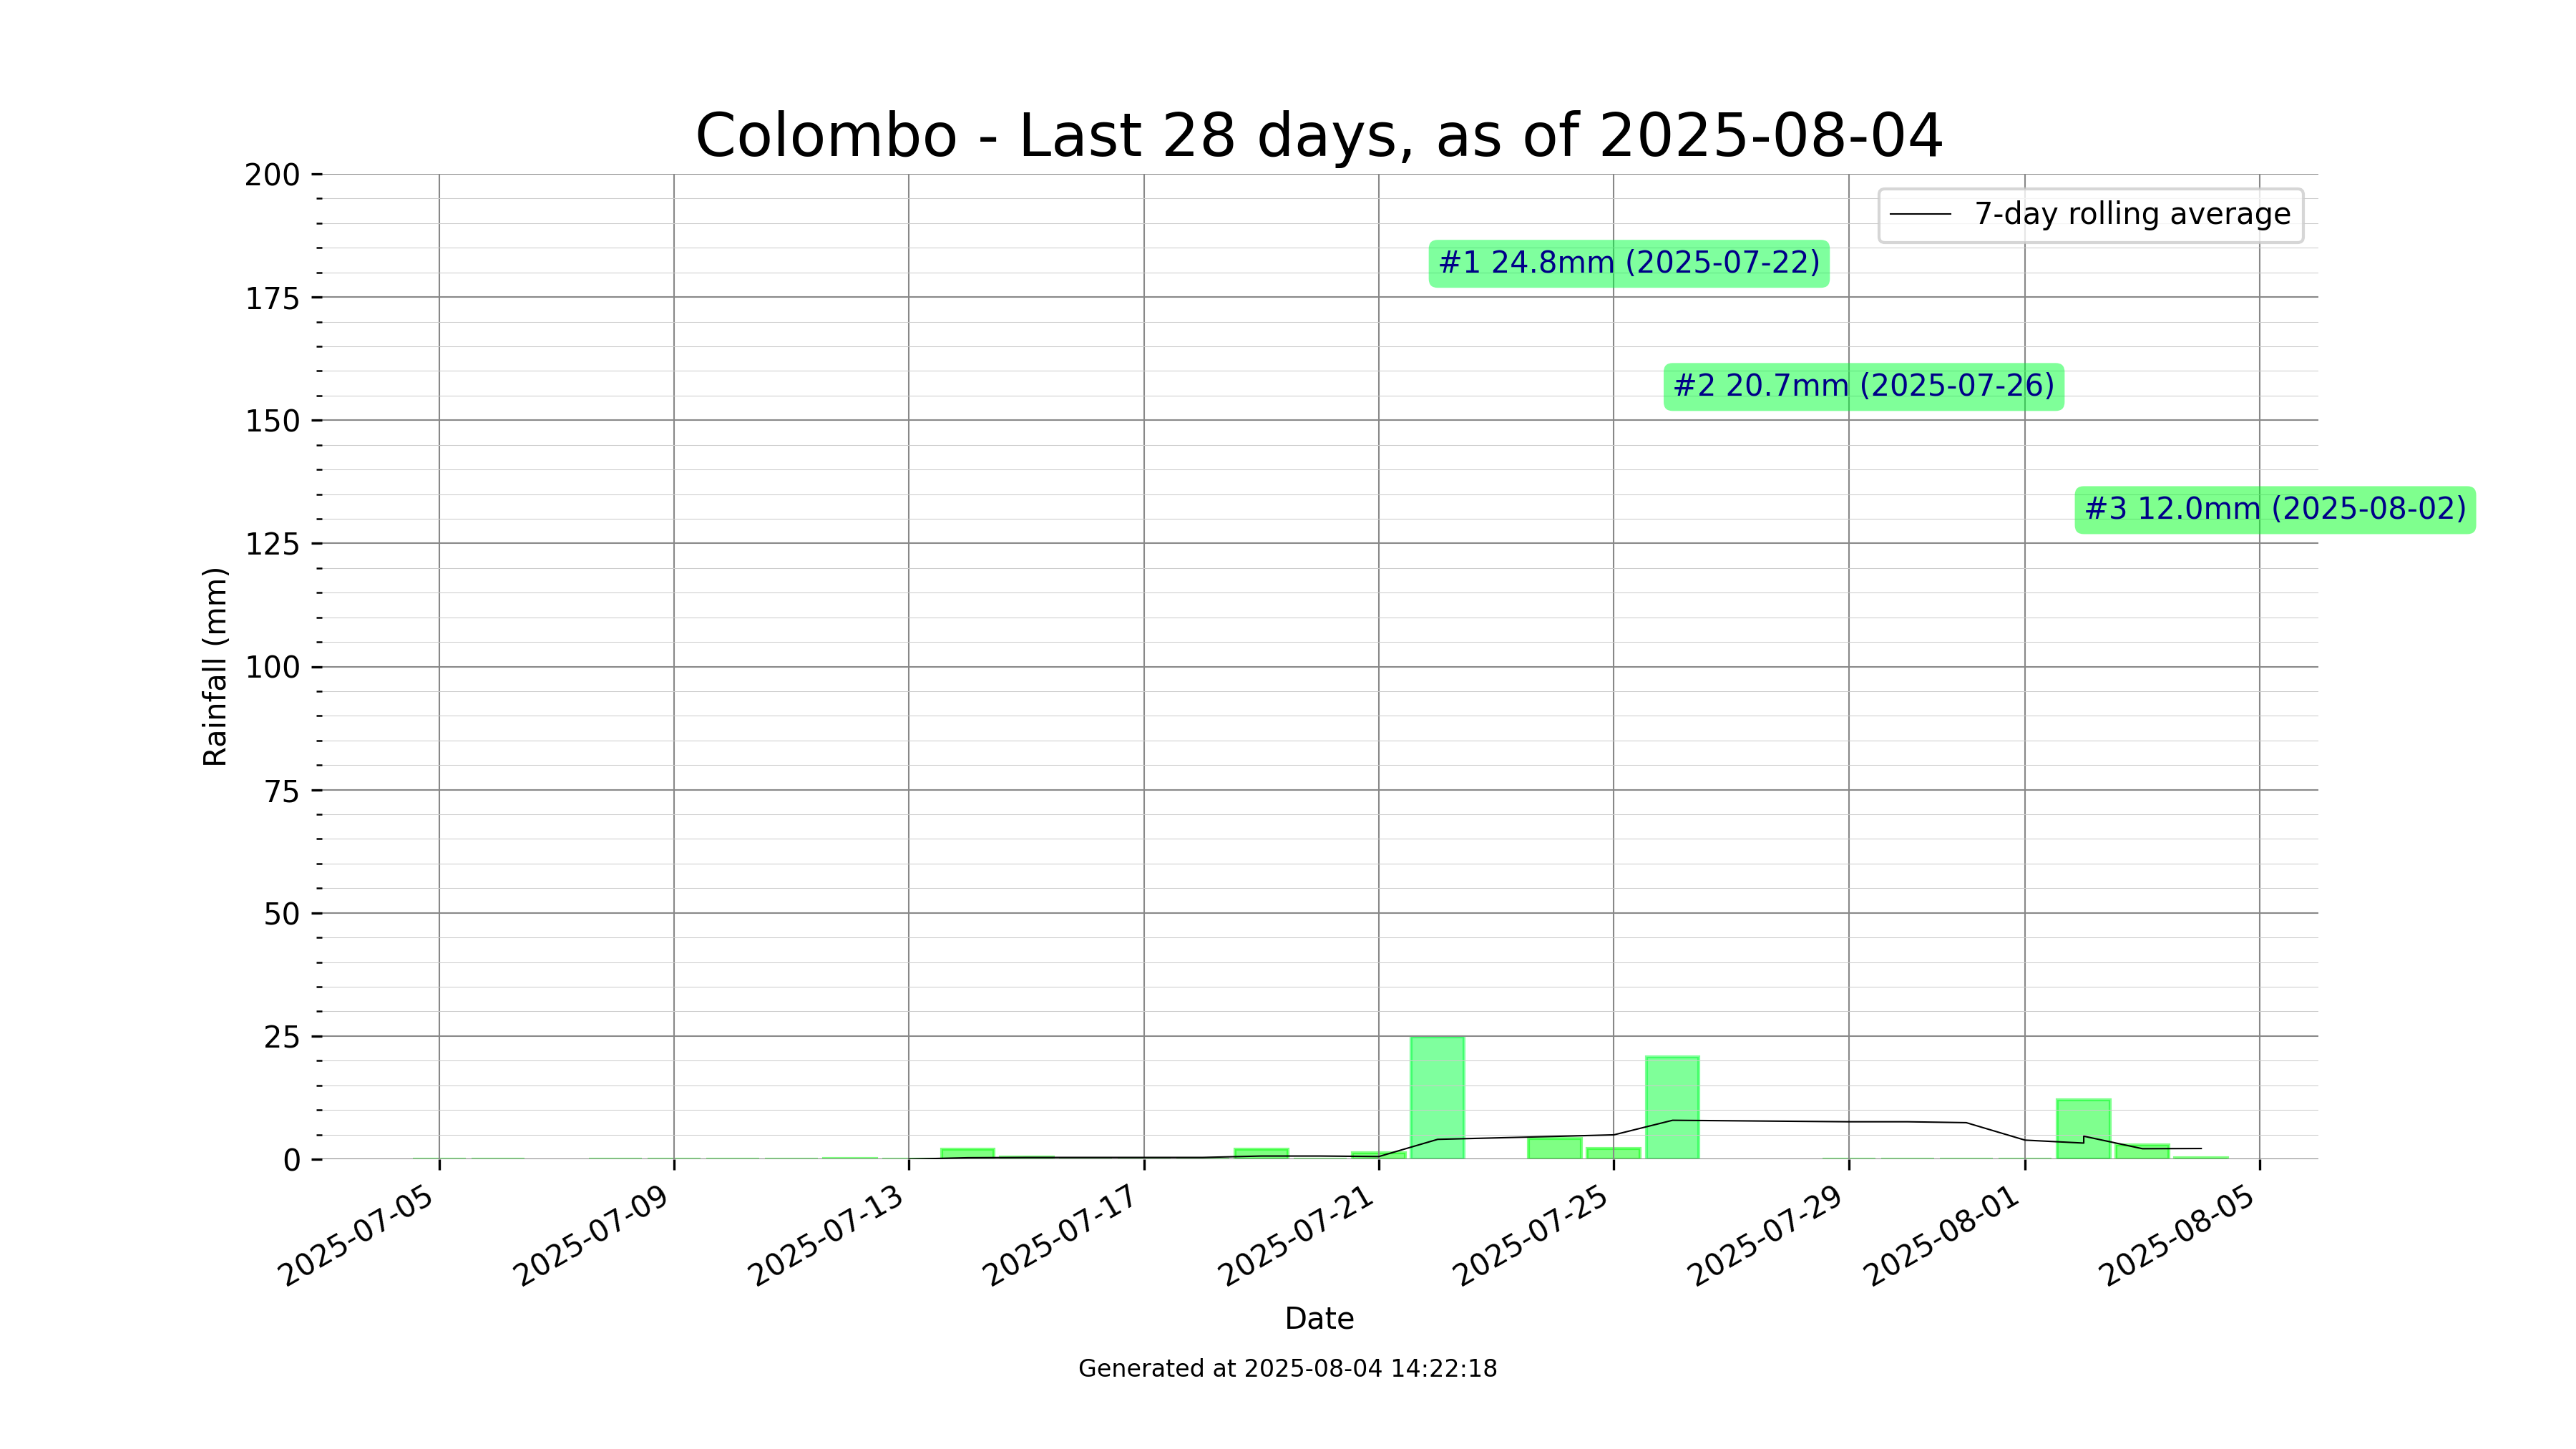 Colombo - Last 28 days, as of 2025-08-04
200
175
150
125
100
75
50
25
0
Rainfall (mm)
7-day rolling average
#1 24.8mm (2025-07-22)
#2 20.7mm (2025-07-26)
#3 12.0mm (2025-08-02)
2025-07-05
2025-07-09
2025-07-13
2025-07-17
2025-07-21
2025-07-25
2025-07-29
2025-08-01
2025-08-05
Date
Generated at 2025-08-04 14:22:18